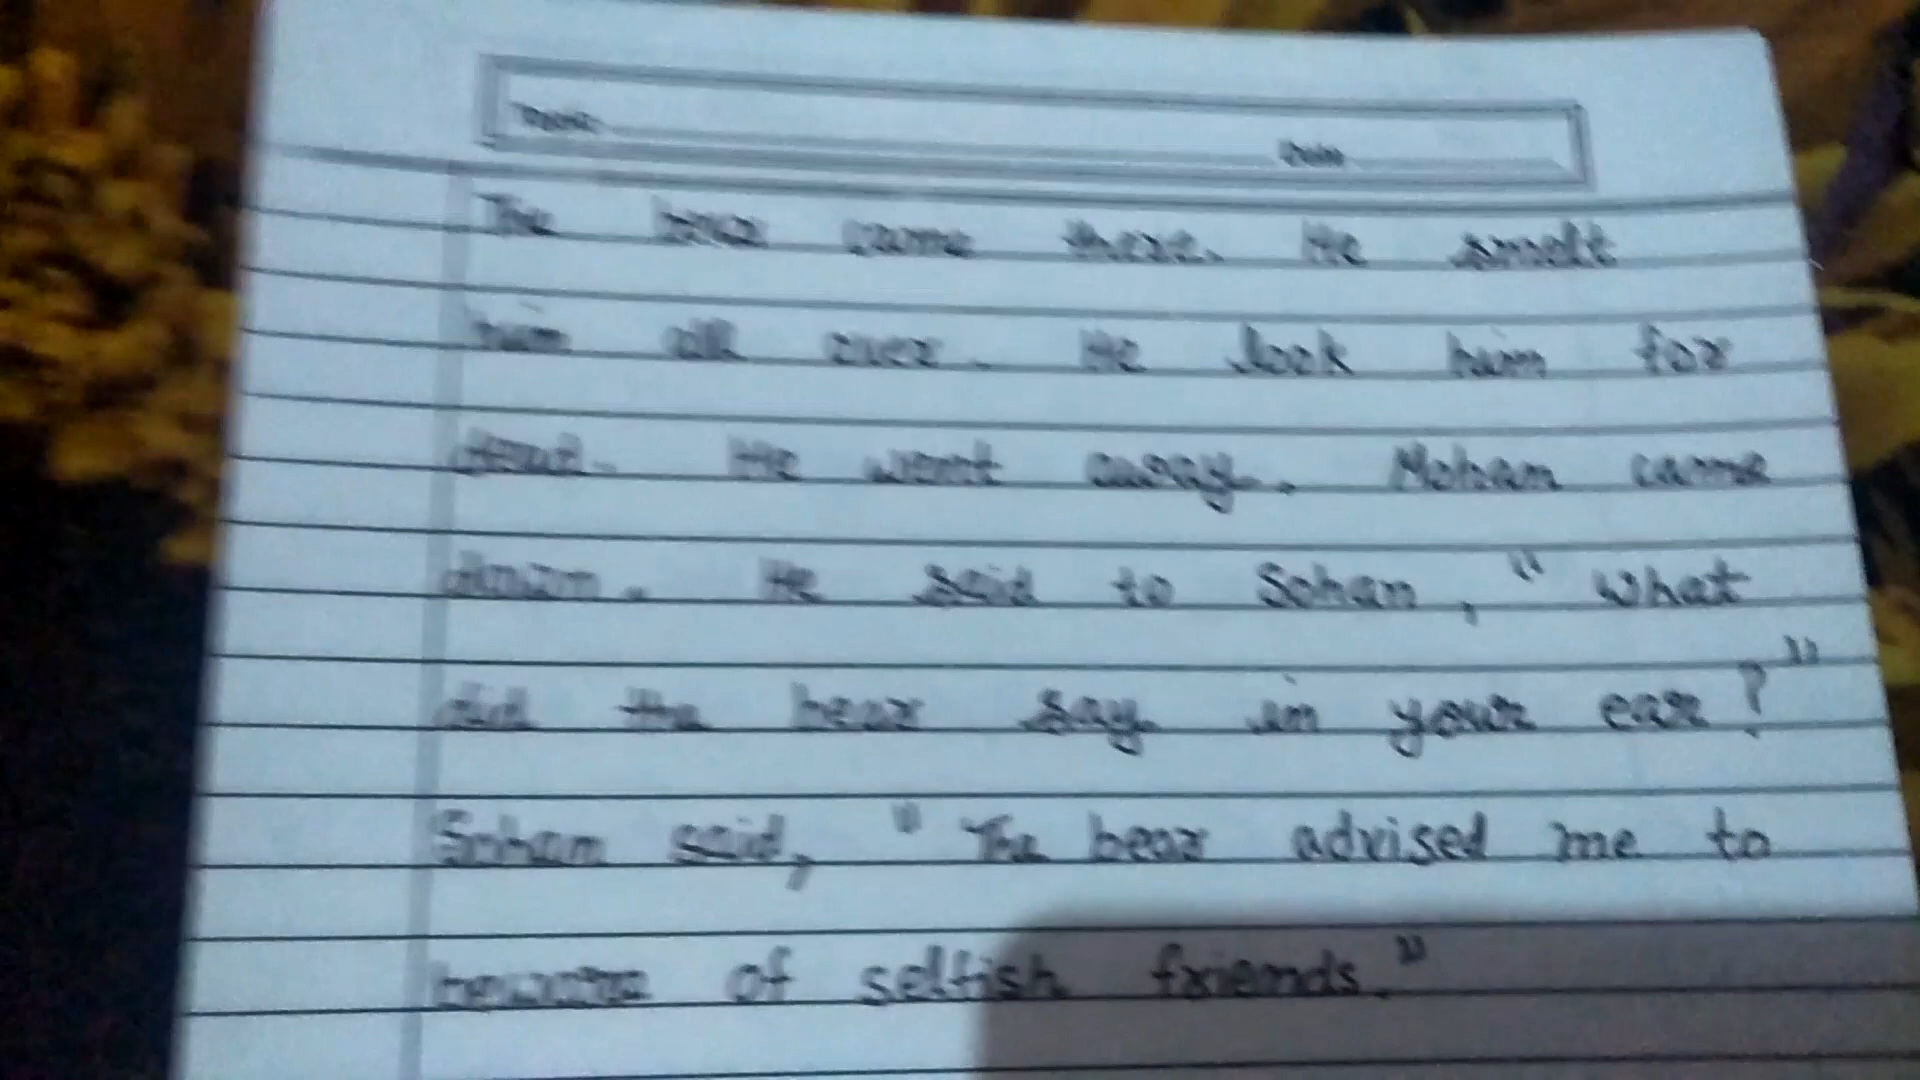 Date
The bear came there. He smelt
him all over. He look him for
dead. He went away. Mohan came
down. He said to Sohan, " What
did the bear say in your ear? "
Sohan said, " The bear advised me to
beware of selfish friends. "